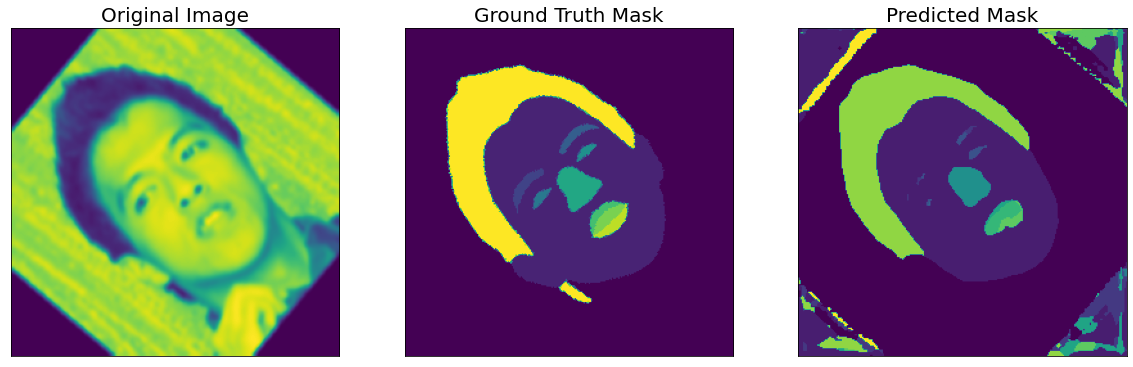 Original Image
Ground Truth Mask
Predicted Mask